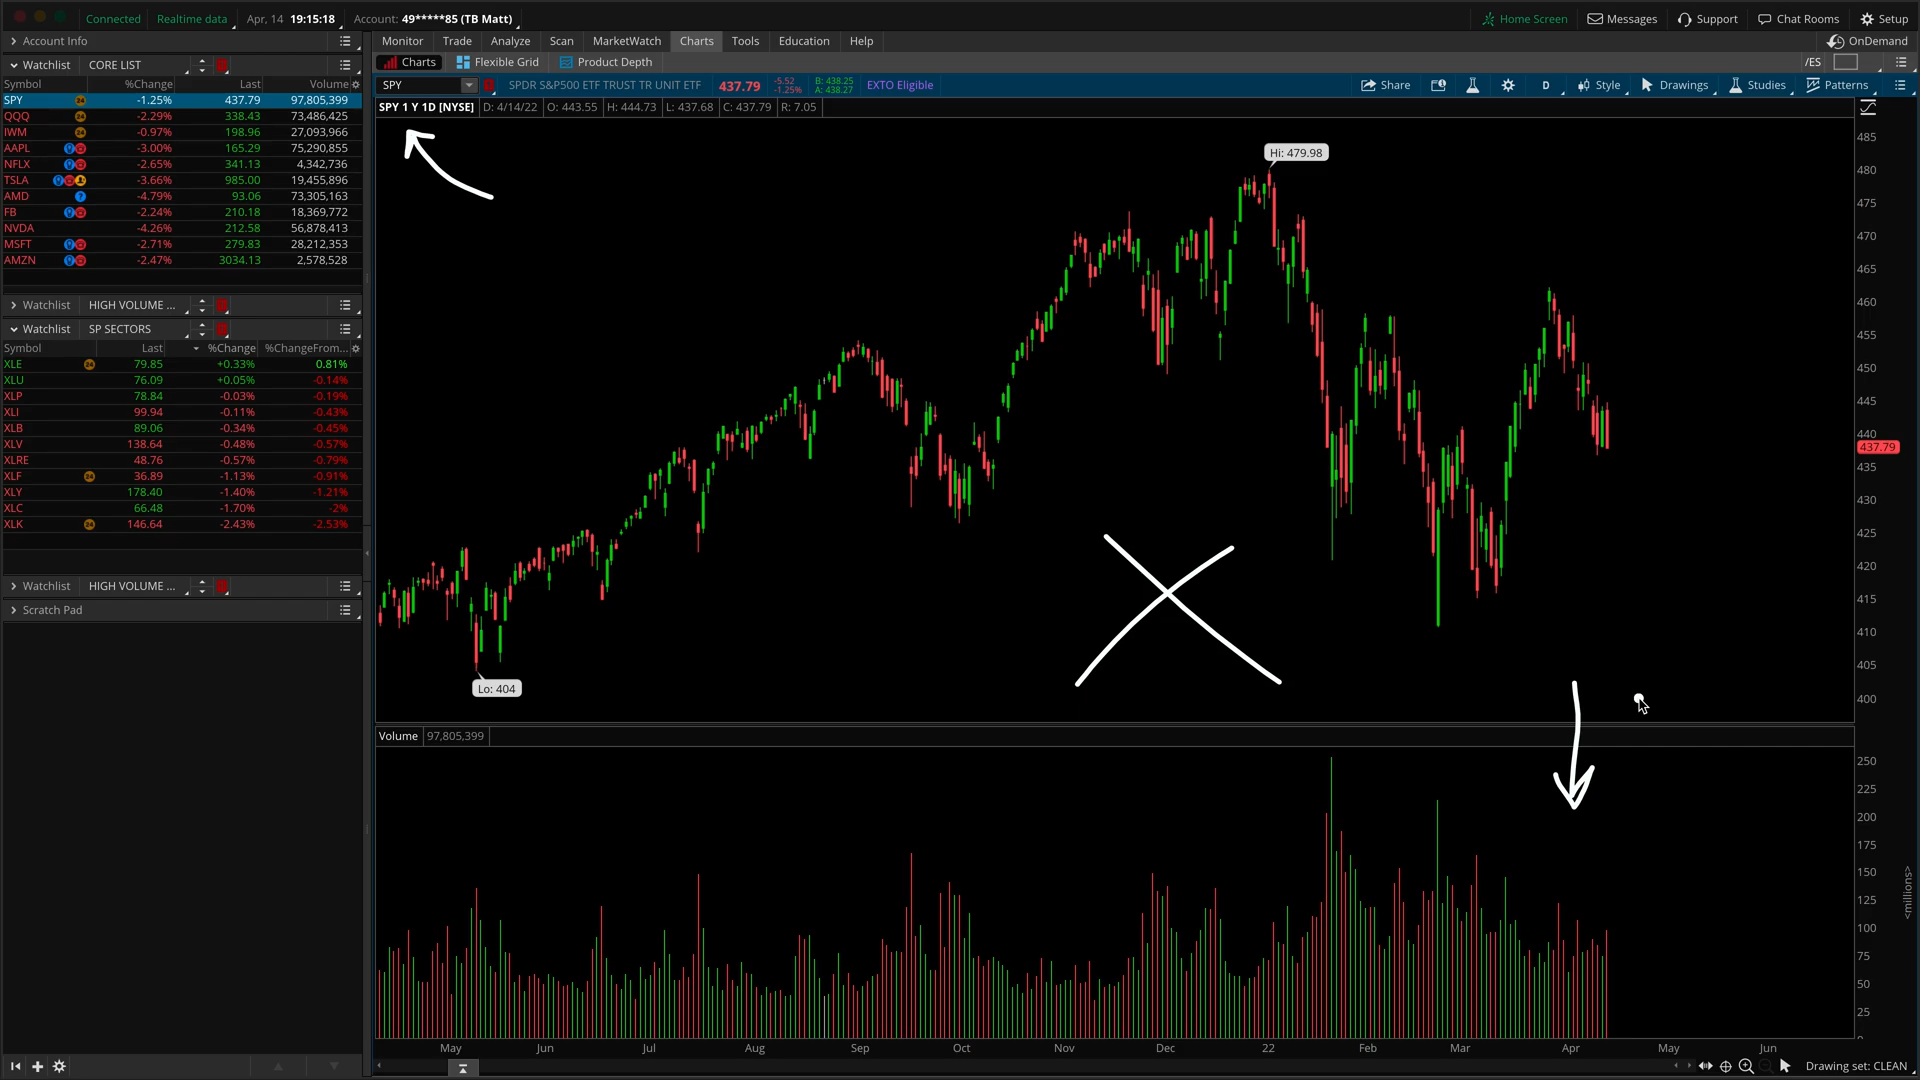 Connected Realtime data Apr, 14 19:15:18 Account: 49*****85 (TB Matt) Home Screen Messages Support Chat Rooms Setup
Account Info Monitor Trade Analyze Scan MarketWatch Charts Tools Education Help OnDemand
Charts Flexible Grid Product Depth /ES
Watchlist CORE LIST
Symbol %Change Last Volume
SPY -1.25% 437.79 97,805,399
QQQ -2.29% 338.43 73,486,425
IWM -0.97% 198.96 27,093,966
AAPL -3.00% 165.29 75,290,855
NFLX -2.65% 341.13 4,342,736
TSLA -3.66% 985.00 19,455,896
AMD -4.79% 93.06 73,305,163
FB -2.24% 210.18 18,369,772
NVDA -4.26% 212.58 56,878,413
MSFT -2.71% 279.83 28,212,353
AMZN -2.47% 3034.13 2,578,528
Watchlist HIGH VOLUME ...
Watchlist SP SECTORS
Symbol Last %Change %ChangeFrom...
XLE 79.85 +0.33% 0.81%
XLU 76.09 +0.05% -0.14%
XLP 78.84 -0.03% -0.19%
XLI 99.94 -0.11% -0.43%
XLB 89.06 -0.34% -0.45%
XLV 138.64 -0.48% -0.57%
XLRE 48.76 -0.57% -0.79%
XLF 36.89 -1.13% -0.91%
XLY 178.40 -1.40% -1.21%
XLC 66.48 -1.70% -2%
XLK 146.64 -2.43% -2.53%
Watchlist HIGH VOLUME ...
Scratch Pad
SPY SPDR S&P500 ETF TRUST TR UNIT ETF 437.79 -5.52 B: 438.25 EXTO Eligible Share D Style Drawings Studies Patterns
-1.25% A: 438.27
SPY 1 Y 1D [NYSE] D: 4/14/22 O: 443.55 H: 444.73 L: 437.68 C: 437.79 R: 7.05
Hi: 479.98
Lo: 404
485
480
475
470
465
460
455
450
445
440
437.79
435
430
425
420
415
410
405
400
Volume 97,805,399
250
225
200
175
150
125
100
75
50
25
<millions>
May Jun Jul Aug Sep Oct Nov Dec 22 Feb Mar Apr May Jun
Drawing set: CLEAN